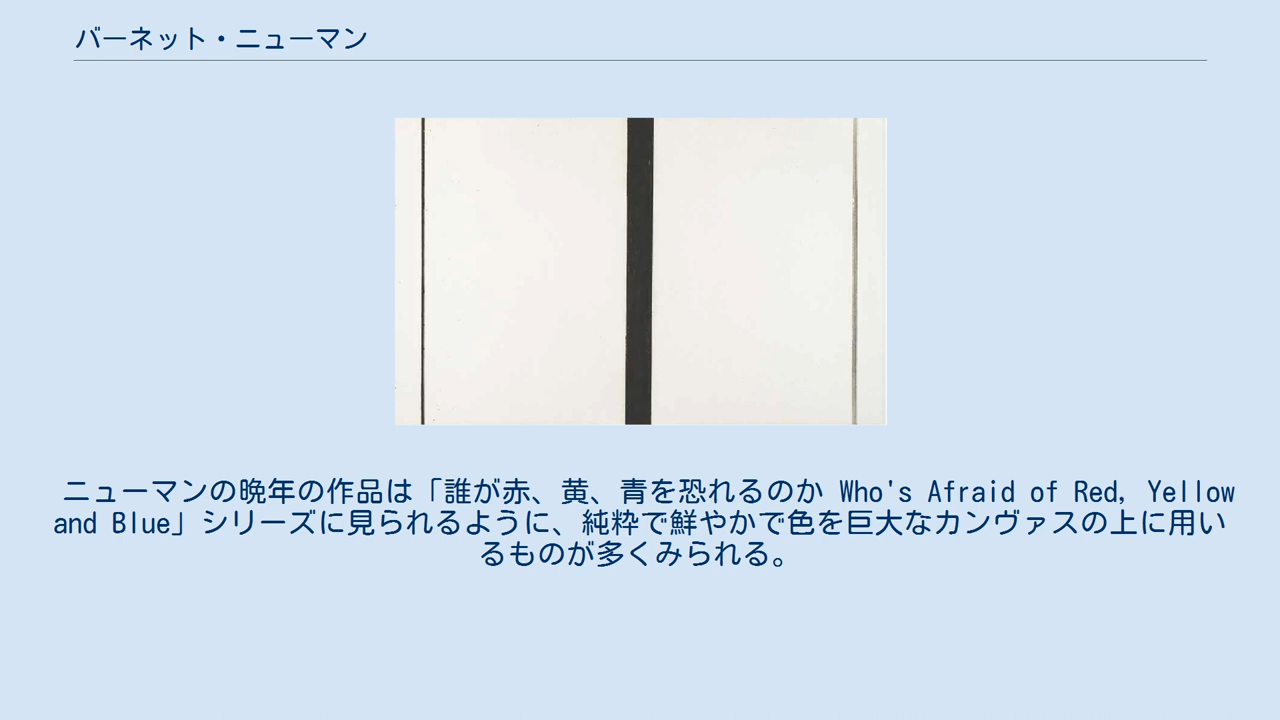 バーネット・ニューマン
ニューマンの晩年の作品は「誰が赤、黄、青を恐れるのか Who's Afraid of Red, Yellow
and Blue」シリーズに見られるように、純粋で鮮やかで色を巨大なカンヴァスの上に用い
るものが多くみられる。